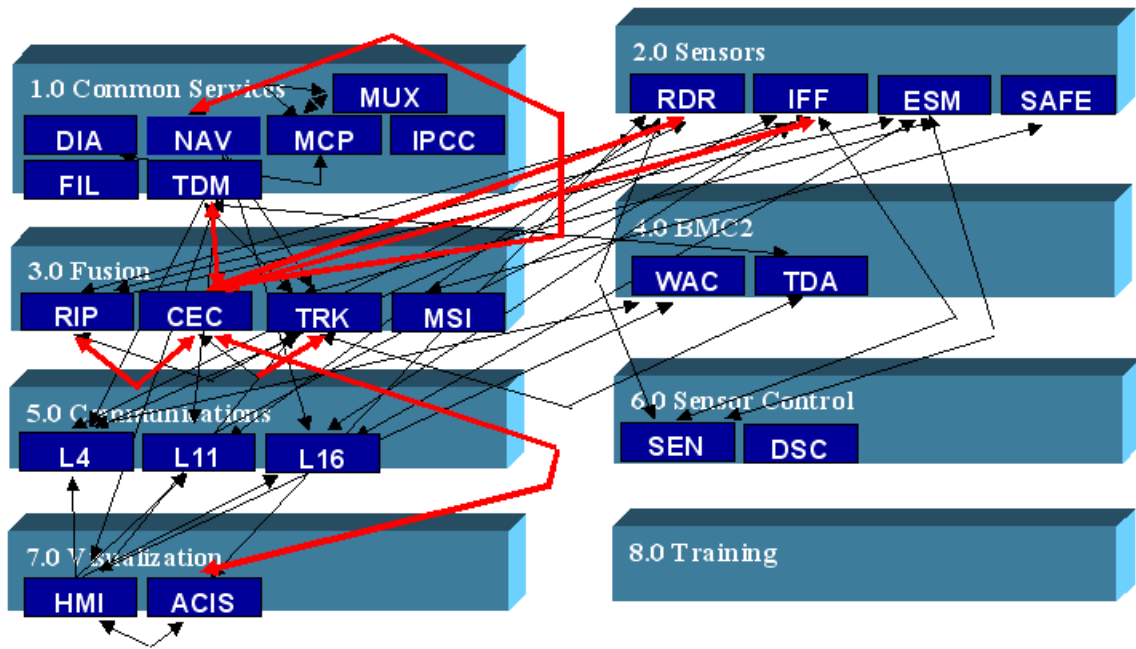 1.0 Common Services
MUX
DIA NAV MCP IPCC
FIL TDM
2.0 Sensors
RDR IFF ESM SAFE
3.0 Fusion
RIP CEC TRK MSI
4.0 BMC2
WAC TDA
5.0 Communications
L4 L11 L16
6.0 Sensor Control
SEN DSC
7.0 Visualization
HMI ACIS
8.0 Training